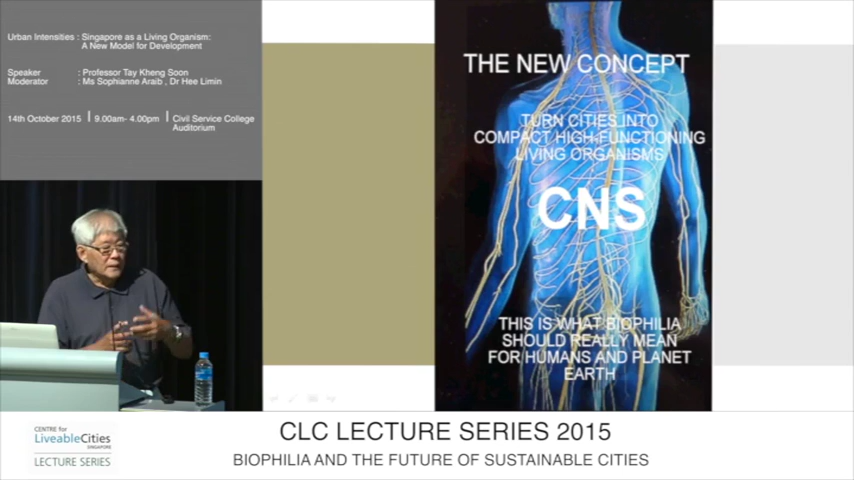 Urban Intensities : Singapore as a Living Organism:
A New Model for Development
Speaker : Professor Tay Kheng Soon
Moderator : Ms Sophianne Araib , Dr Hee Limin
14th October 2015 | 9.00am- 4.00pm | Civil Service College
Auditorium
THE NEW CONCEPT
TURN CITIES INTO
COMPACT HIGH-FUNCTIONING
LIVING ORGANISMS
CNS
THIS IS WHAT BIOPHILIA
SHOULD REALLY MEAN
FOR HUMANS AND PLANET
EARTH
CENTRE for
LiveableCities
SINGAPORE
LECTURE SERIES
CLC LECTURE SERIES 2015
BIOPHILIA AND THE FUTURE OF SUSTAINABLE CITIES